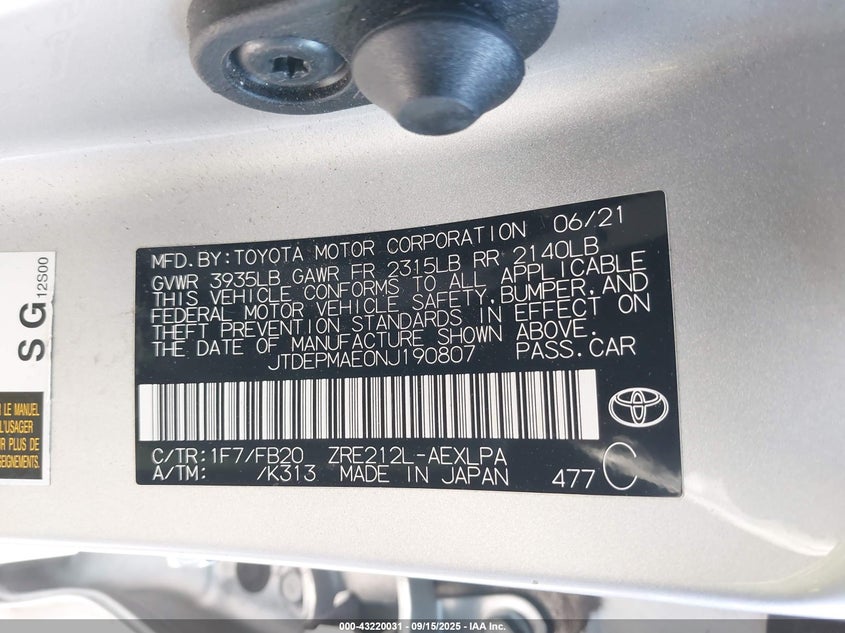 MFD. BY: TOYOTA MOTOR CORPORATION 06/21
GVWR 3935LB GAWR FR 2315LB RR 2140LB
THIS VEHICLE CONFORMS TO ALL APPLICABLE
FEDERAL MOTOR VEHICLE SAFETY, BUMPER, AND
THEFT PREVENTION STANDARDS IN EFFECT ON
THE DATE OF MANUFACTURE SHOWN ABOVE.
JTDEPMAE0NJ190807 PASS. CAR
C/TR: 1F7/FB20 ZRE212L-AEXLPA
A/TM: /K313 MADE IN JAPAN 477 C
SG 12S00
LE MANUEL
L'USAGER
PLUS DE
SEMENTS.
000-43220031 - 09/15/2025 - IAA Inc.